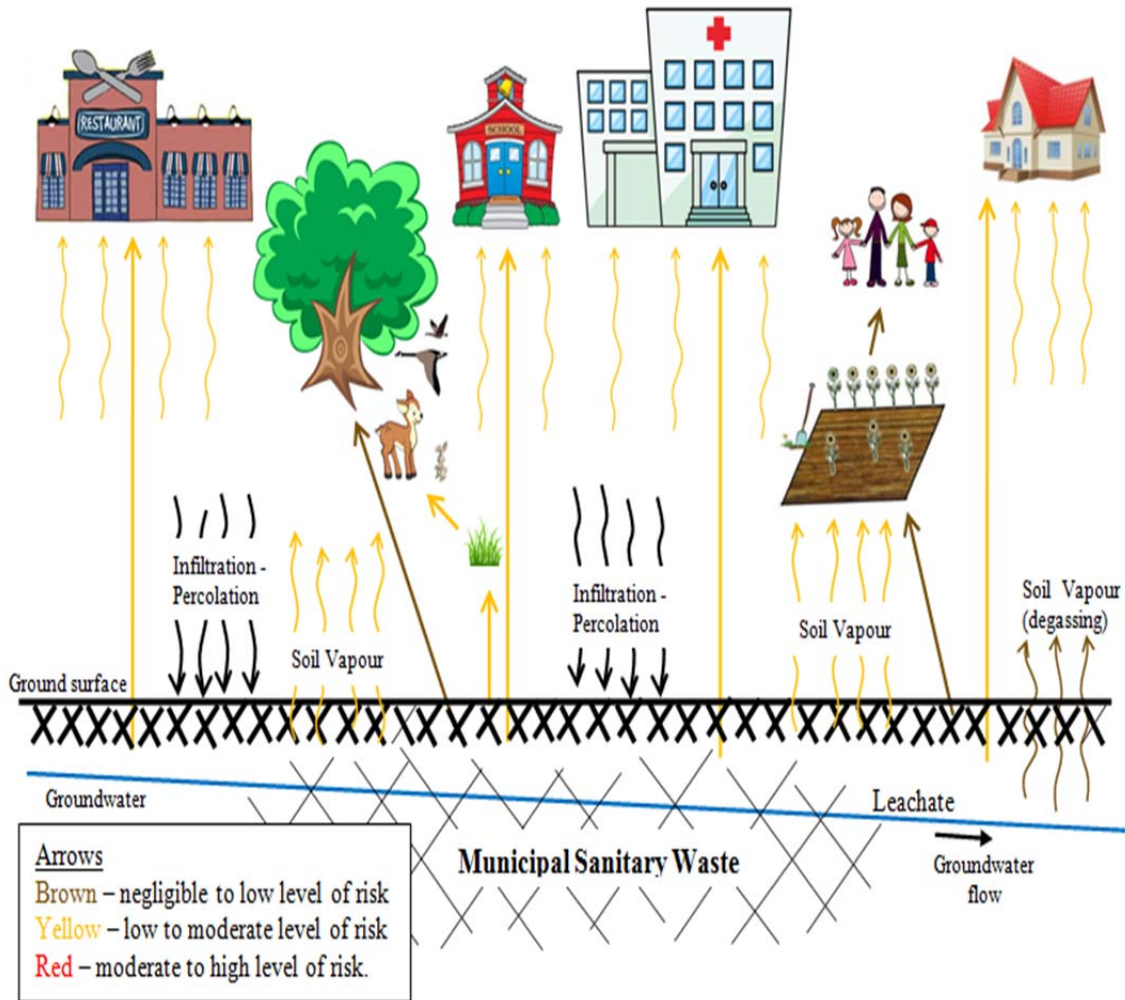 RESTAURANT
SCHOOL
Infiltration -
Percolation
Infiltration -
Percolation
Soil Vapour
Soil Vapour
Soil Vapour
(degassing)
Ground surface
Groundwater
Leachate
Groundwater
flow
Municipal Sanitary Waste
Arrows
Brown – negligible to low level of risk
Yellow – low to moderate level of risk
Red – moderate to high level of risk.